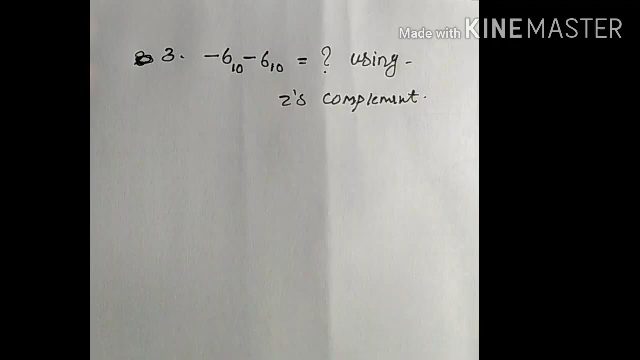 Made with KINEMASTER
3. -6₁₀ -6₁₀ = ? using -
2's complement.